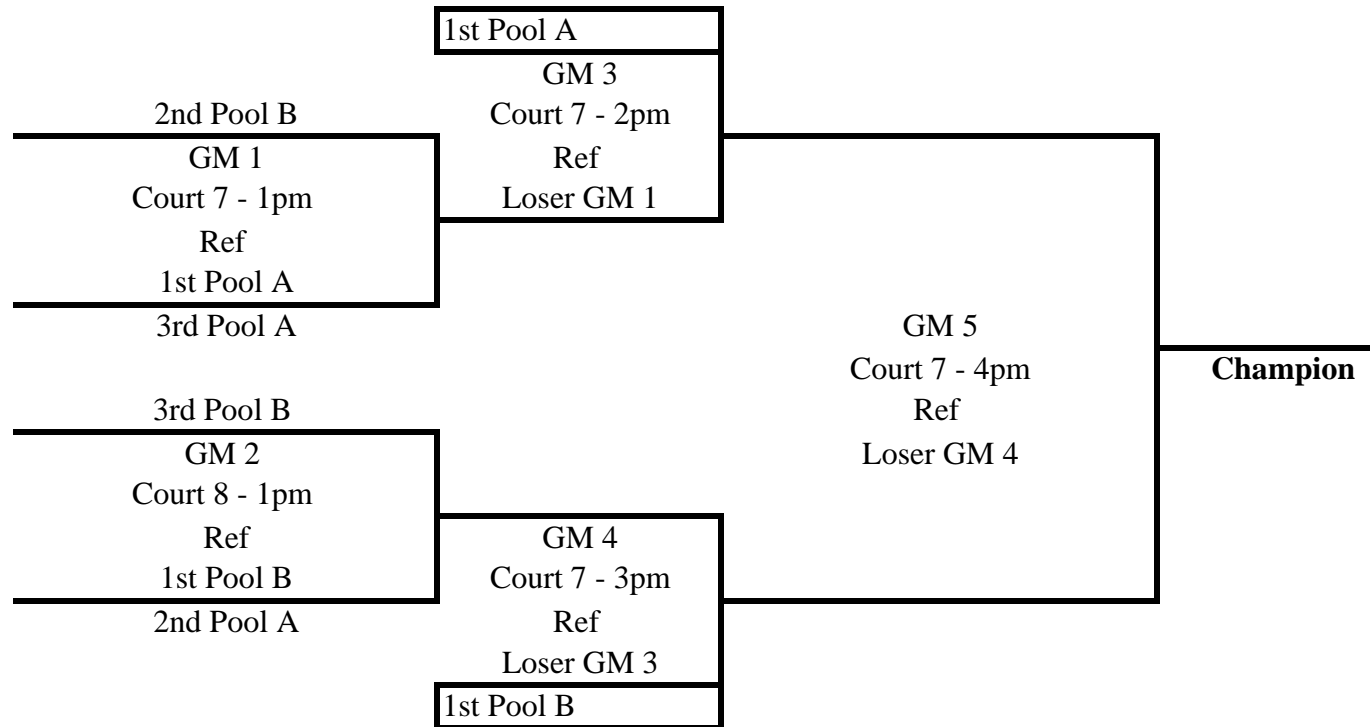 1st Pool A
GM 3
Court 7 - 2pm
Ref
Loser GM 1
2nd Pool B
GM 1
Court 7 - 1pm
Ref
1st Pool A
3rd Pool A
3rd Pool B
GM 2
Court 8 - 1pm
Ref
1st Pool B
2nd Pool A
GM 4
Court 7 - 3pm
Ref
Loser GM 3
1st Pool B
GM 5
Court 7 - 4pm
Ref
Loser GM 4
Champion